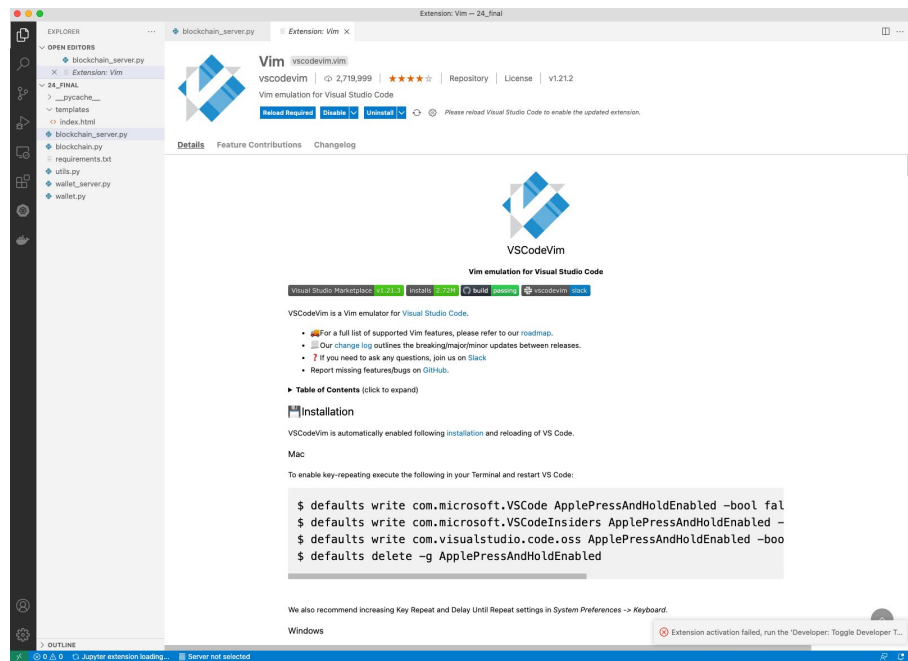 Extension: Vim — 24_final
EXPLORER
OPEN EDITORS
blockchain_server.py
Extension: Vim
24_FINAL
__pycache__
templates
index.html
blockchain_server.py
blockchain.py
requirements.txt
utils.py
wallet_server.py
wallet.py
OUTLINE
blockchain_server.py
Extension: Vim
Vim vscodevim.vim
vscodevim 2,719,999 Repository License v1.21.2
Vim emulation for Visual Studio Code
Reload Required Disable Uninstall Please reload Visual Studio Code to enable the updated extension.
Details Feature Contributions Changelog
VSCodeVim
Vim emulation for Visual Studio Code
Visual Studio Marketplace v1.21.3 installs 2.72M build passing vscodevim slack
VSCodeVim is a Vim emulator for Visual Studio Code.
• 🚚For a full list of supported Vim features, please refer to our roadmap.
• 📃Our change log outlines the breaking/major/minor updates between releases.
• ❓If you need to ask any questions, join us on Slack
• Report missing features/bugs on GitHub.
▶ Table of Contents (click to expand)
💾Installation
VSCodeVim is automatically enabled following installation and reloading of VS Code.
Mac
To enable key-repeating execute the following in your Terminal and restart VS Code:
$ defaults write com.microsoft.VSCode ApplePressAndHoldEnabled -bool fal
$ defaults write com.microsoft.VSCodeInsiders ApplePressAndHoldEnabled -
$ defaults write com.visualstudio.code.oss ApplePressAndHoldEnabled -boo
$ defaults delete -g ApplePressAndHoldEnabled
We also recommend increasing Key Repeat and Delay Until Repeat settings in System Preferences -> Keyboard.
Windows
Extension activation failed, run the 'Developer: Toggle Developer T...
0 0 Jupyter extension loading... Server not selected